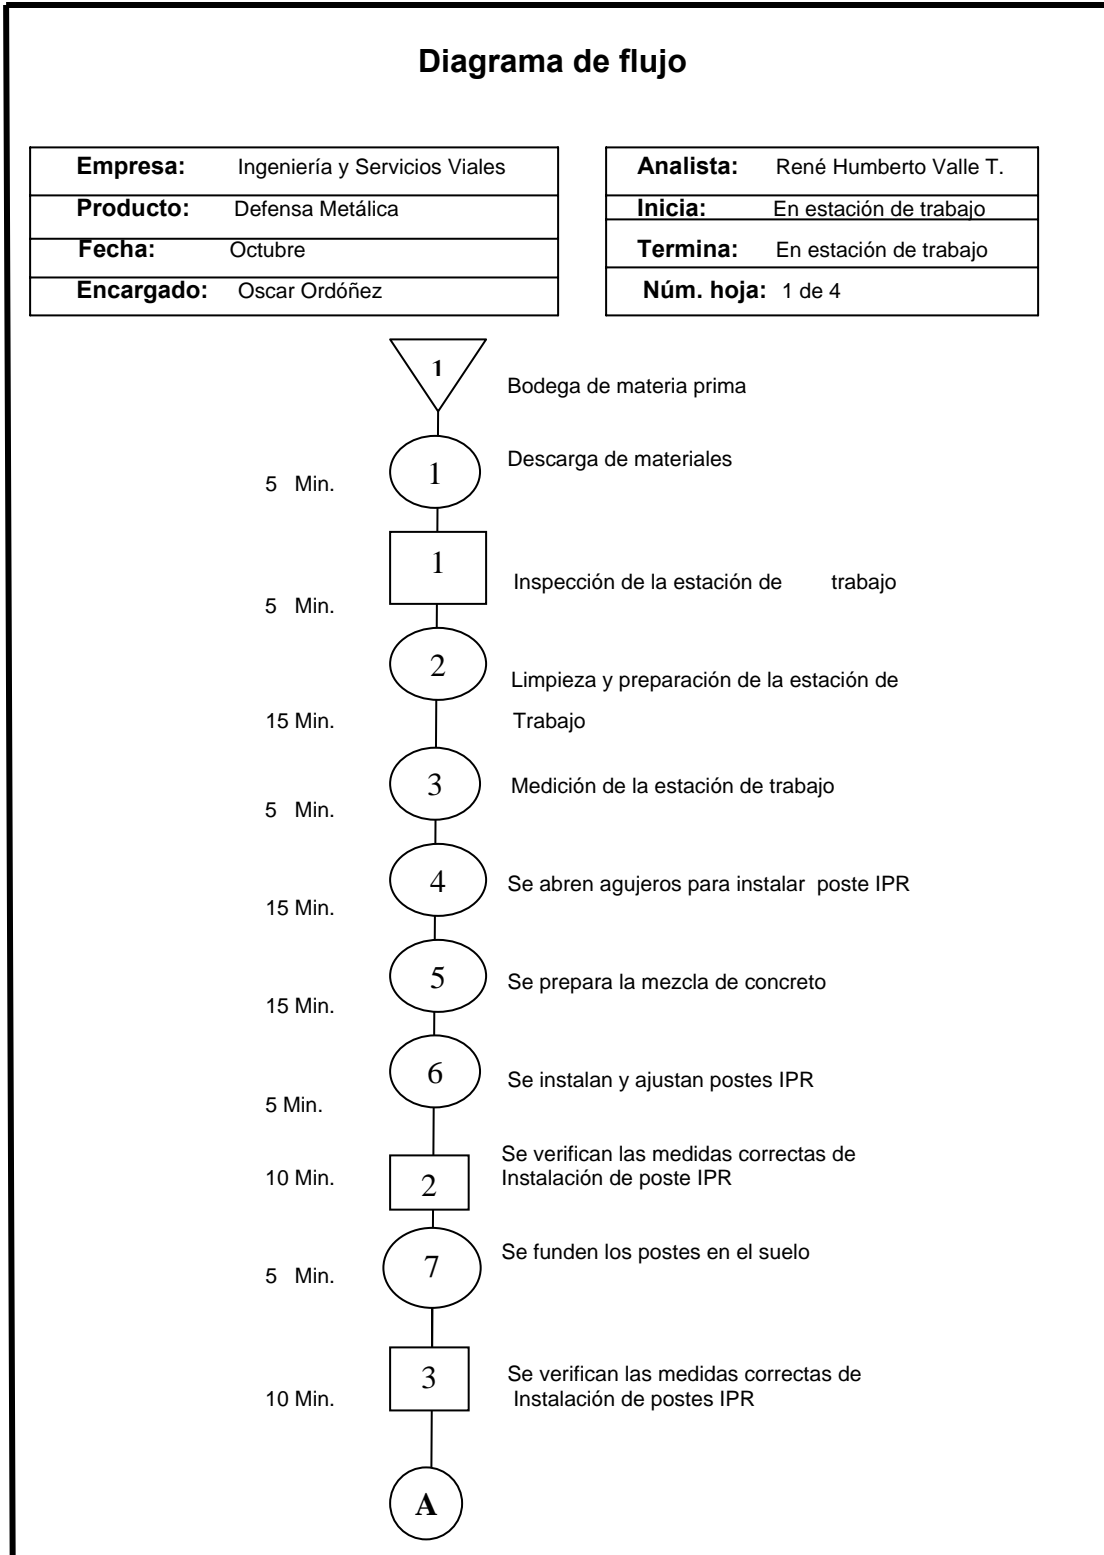 Diagrama de flujo
Empresa: Ingeniería y Servicios Viales
Producto: Defensa Metálica
Fecha: Octubre
Encargado: Oscar Ordóñez
Analista: René Humberto Valle T.
Inicia: En estación de trabajo
Termina: En estación de trabajo
Núm. hoja: 1 de 4
1
Bodega de materia prima
5 Min.
1
Descarga de materiales
5 Min.
1
Inspección de la estación de trabajo
15 Min.
2
Limpieza y preparación de la estación de
Trabajo
5 Min.
3
Medición de la estación de trabajo
15 Min.
4
Se abren agujeros para instalar poste IPR
15 Min.
5
Se prepara la mezcla de concreto
5 Min.
6
Se instalan y ajustan postes IPR
10 Min.
2
Se verifican las medidas correctas de
Instalación de poste IPR
5 Min.
7
Se funden los postes en el suelo
10 Min.
3
Se verifican las medidas correctas de
Instalación de postes IPR
A